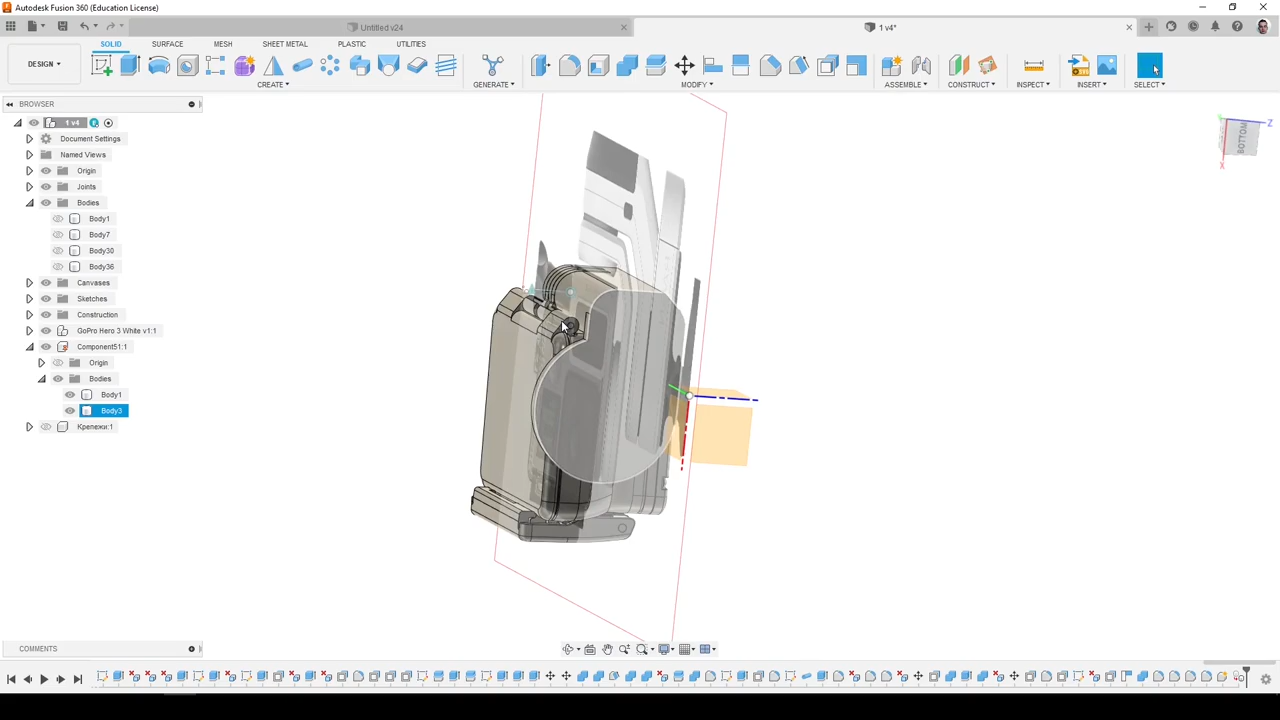 Autodesk Fusion 360 (Education License)
Untitled v24
1 v4*
SOLID SURFACE MESH SHEET METAL PLASTIC UTILITIES
DESIGN
CREATE GENERATE MODIFY ASSEMBLE CONSTRUCT INSPECT INSERT SELECT
BROWSER
1 v4
Document Settings
Named Views
Origin
Joints
Bodies
Body1
Body7
Body30
Body36
Canvases
Sketches
Construction
GoPro Hero 3 White v1:1
Component51:1
Origin
Bodies
Body1
Body3
Крепежи:1
Z
BOTTOM
X
COMMENTS